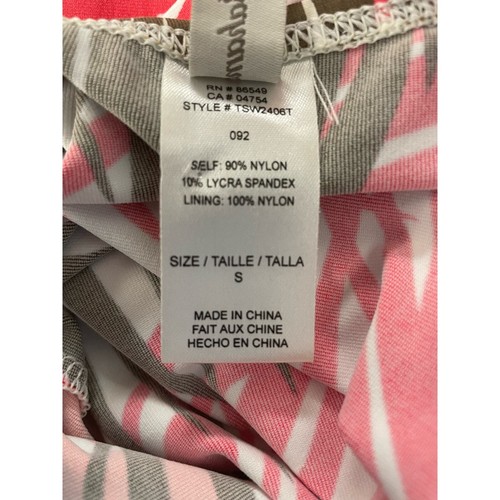 RN # 86549
CA # 04754
STYLE # TSW2406T
092
SELF: 90% NYLON
10% LYCRA SPANDEX
LINING: 100% NYLON
SIZE / TAILLE / TALLA
S
MADE IN CHINA
FAIT AUX CHINE
HECHO EN CHINA